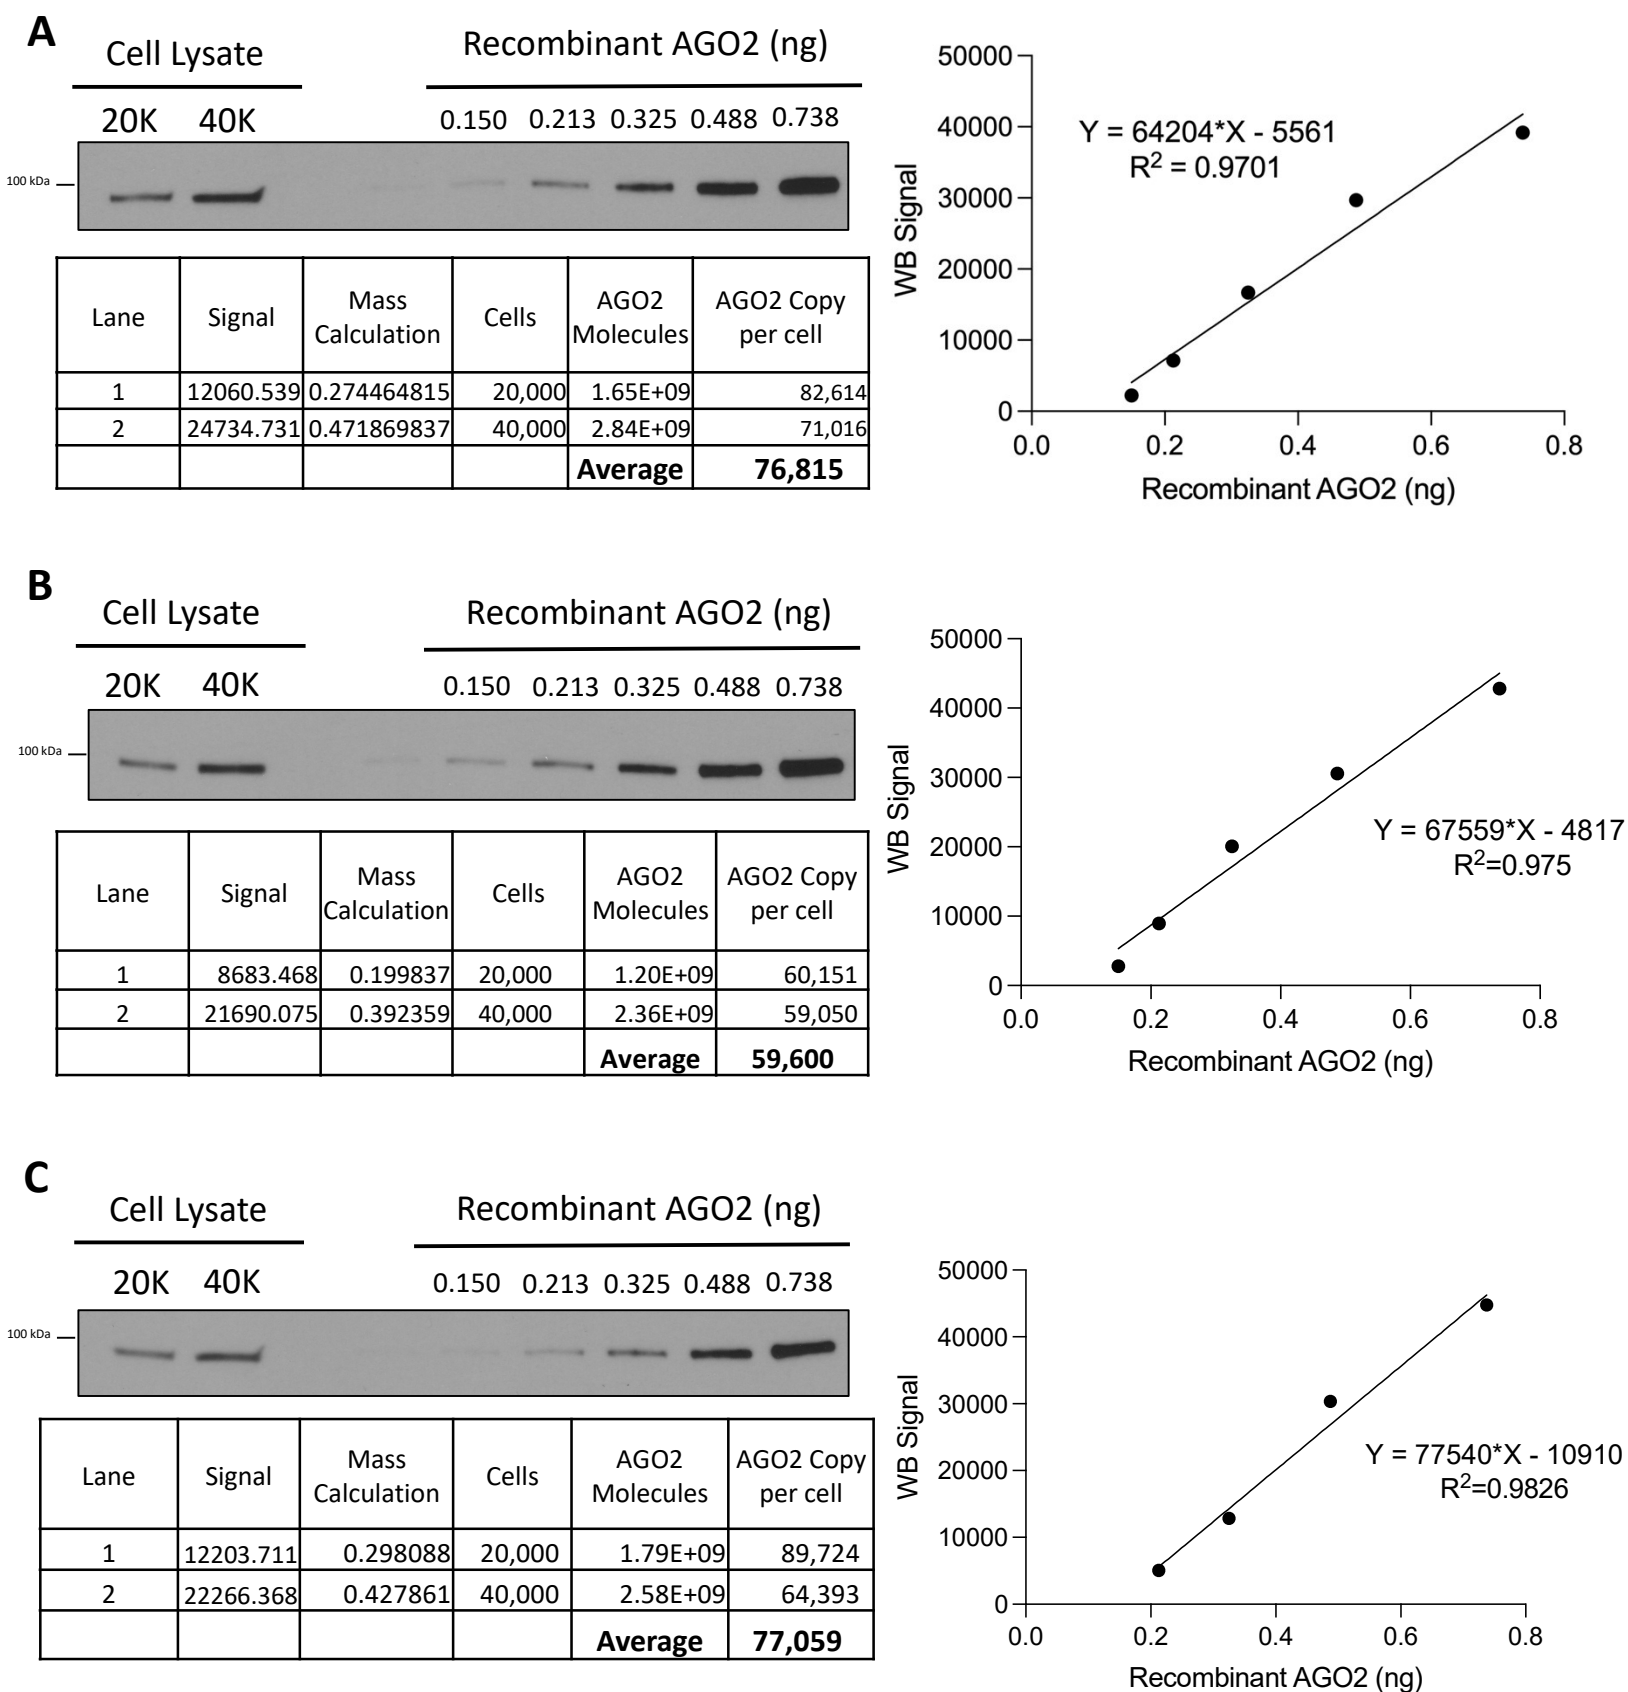 A
Cell Lysate
Recombinant AGO2 (ng)
20K 40K
0.150 0.213 0.325 0.488 0.738
100 kDa
Lane Signal Mass Calculation Cells AGO2 Molecules AGO2 Copy per cell
1 12060.539 0.274464815 20,000 1.65E+09 82,614
2 24734.731 0.471869837 40,000 2.84E+09 71,016
Average 76,815
50000
40000
30000
20000
10000
0
WB Signal
Y = 64204*X - 5561
R2 = 0.9701
0.0 0.2 0.4 0.6 0.8
Recombinant AGO2 (ng)
B
Cell Lysate
Recombinant AGO2 (ng)
20K 40K
0.150 0.213 0.325 0.488 0.738
100 kDa
Lane Signal Mass Calculation Cells AGO2 Molecules AGO2 Copy per cell
1 8683.468 0.199837 20,000 1.20E+09 60,151
2 21690.075 0.392359 40,000 2.36E+09 59,050
Average 59,600
50000
40000
30000
20000
10000
0
WB Signal
Y = 67559*X - 4817
R2=0.975
0.0 0.2 0.4 0.6 0.8
Recombinant AGO2 (ng)
C
Cell Lysate
Recombinant AGO2 (ng)
20K 40K
0.150 0.213 0.325 0.488 0.738
100 kDa
Lane Signal Mass Calculation Cells AGO2 Molecules AGO2 Copy per cell
1 12203.711 0.298088 20,000 1.79E+09 89,724
2 22266.368 0.427861 40,000 2.58E+09 64,393
Average 77,059
50000
40000
30000
20000
10000
0
WB Signal
Y = 77540*X - 10910
R2=0.9826
0.0 0.2 0.4 0.6 0.8
Recombinant AGO2 (ng)